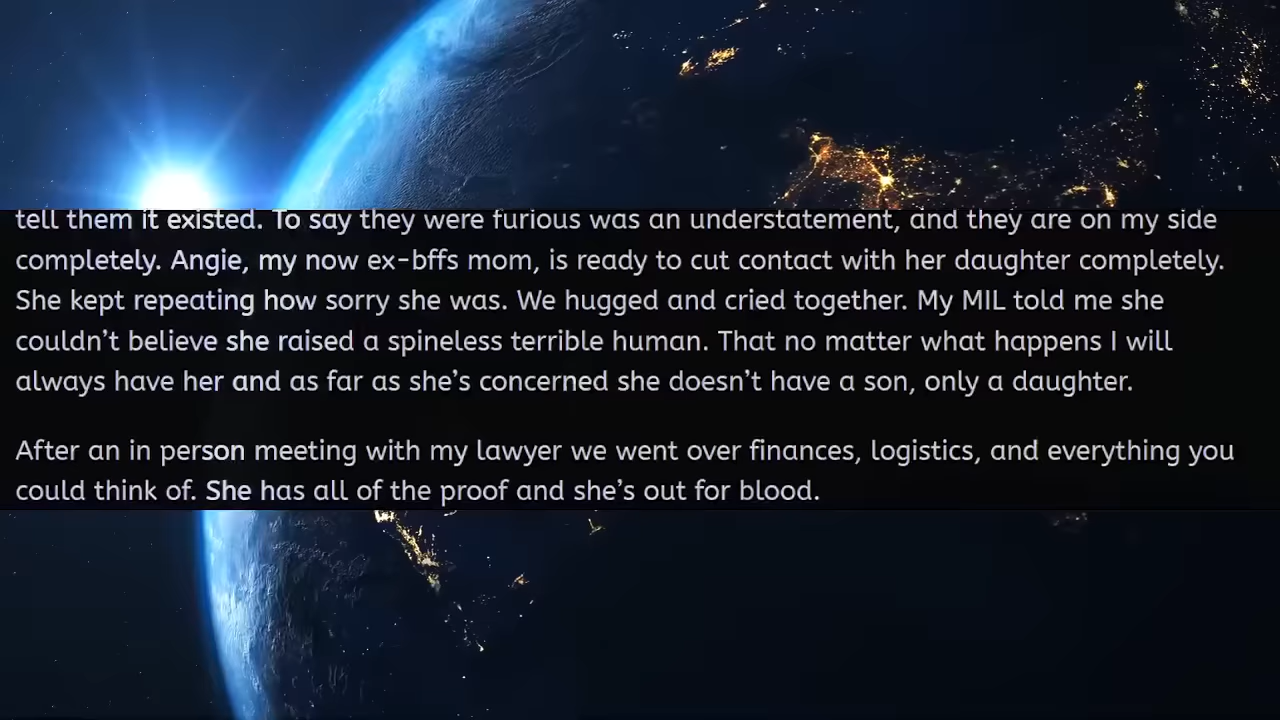 tell them it existed. To say they were furious was an understatement, and they are on my side
completely. Angie, my now ex-bffs mom, is ready to cut contact with her daughter completely.
She kept repeating how sorry she was. We hugged and cried together. My MIL told me she
couldn’t believe she raised a spineless terrible human. That no matter what happens I will
always have her and as far as she’s concerned she doesn’t have a son, only a daughter.
After an in person meeting with my lawyer we went over finances, logistics, and everything you
could think of. She has all of the proof and she’s out for blood.